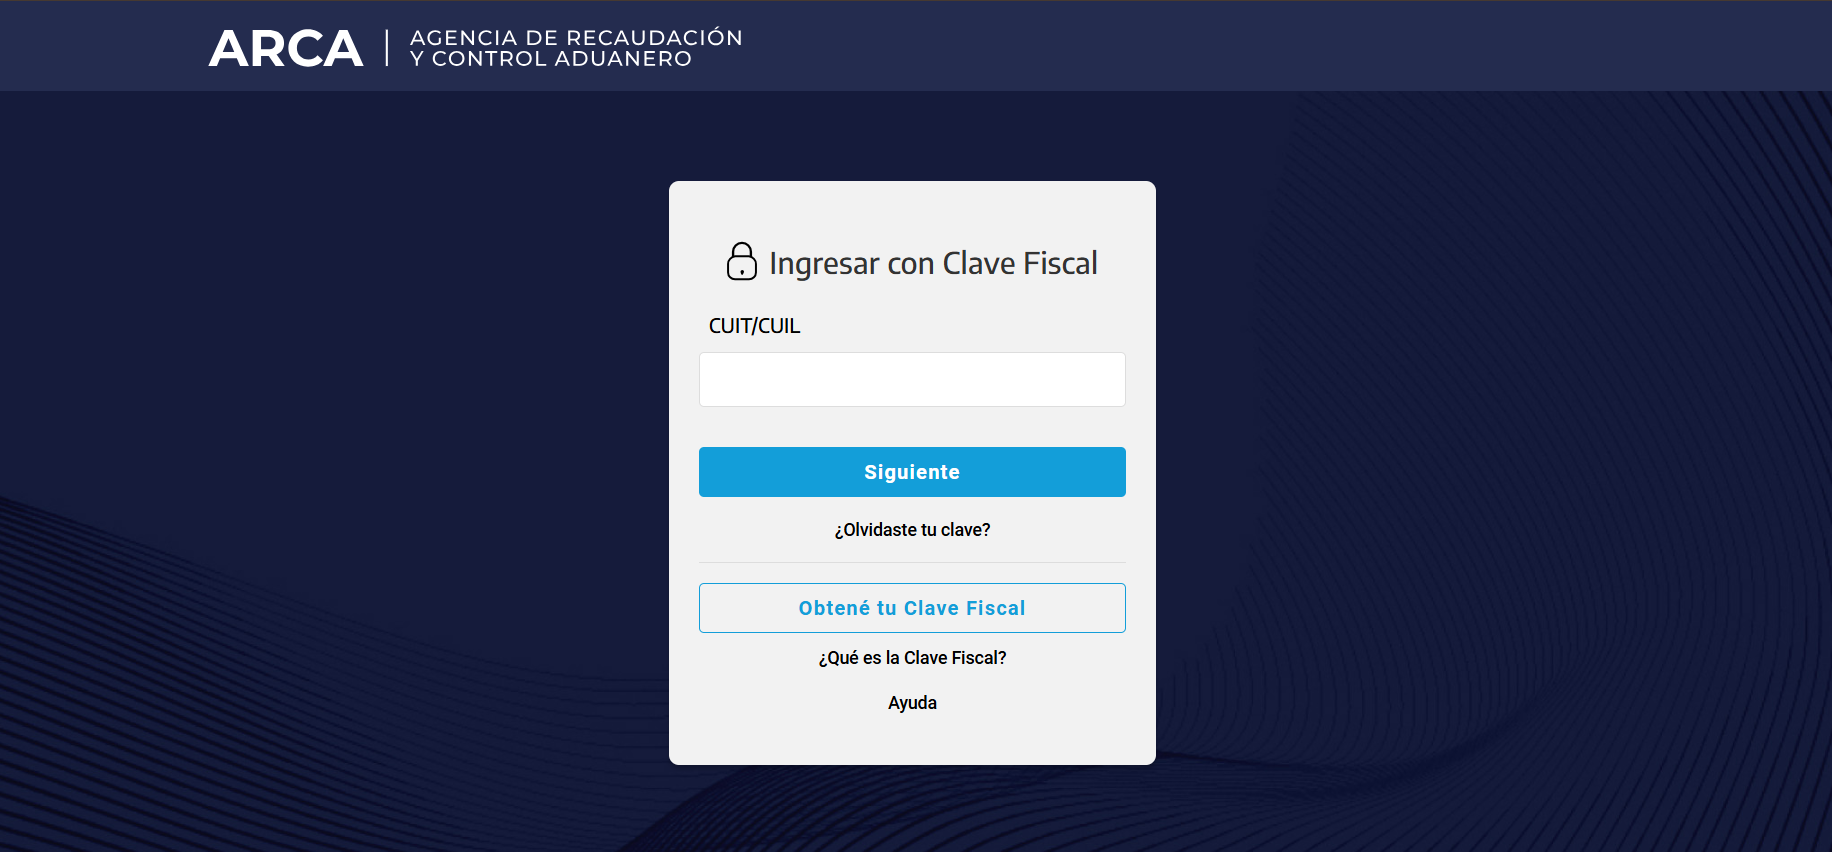 ARCA
AGENCIA DE RECAUDACIÓN
Y CONTROL ADUANERO
Ingresar con Clave Fiscal
CUIT/CUIL
Siguiente
¿Olvidaste tu clave?
Obtené tu Clave Fiscal
¿Qué es la Clave Fiscal?
Ayuda